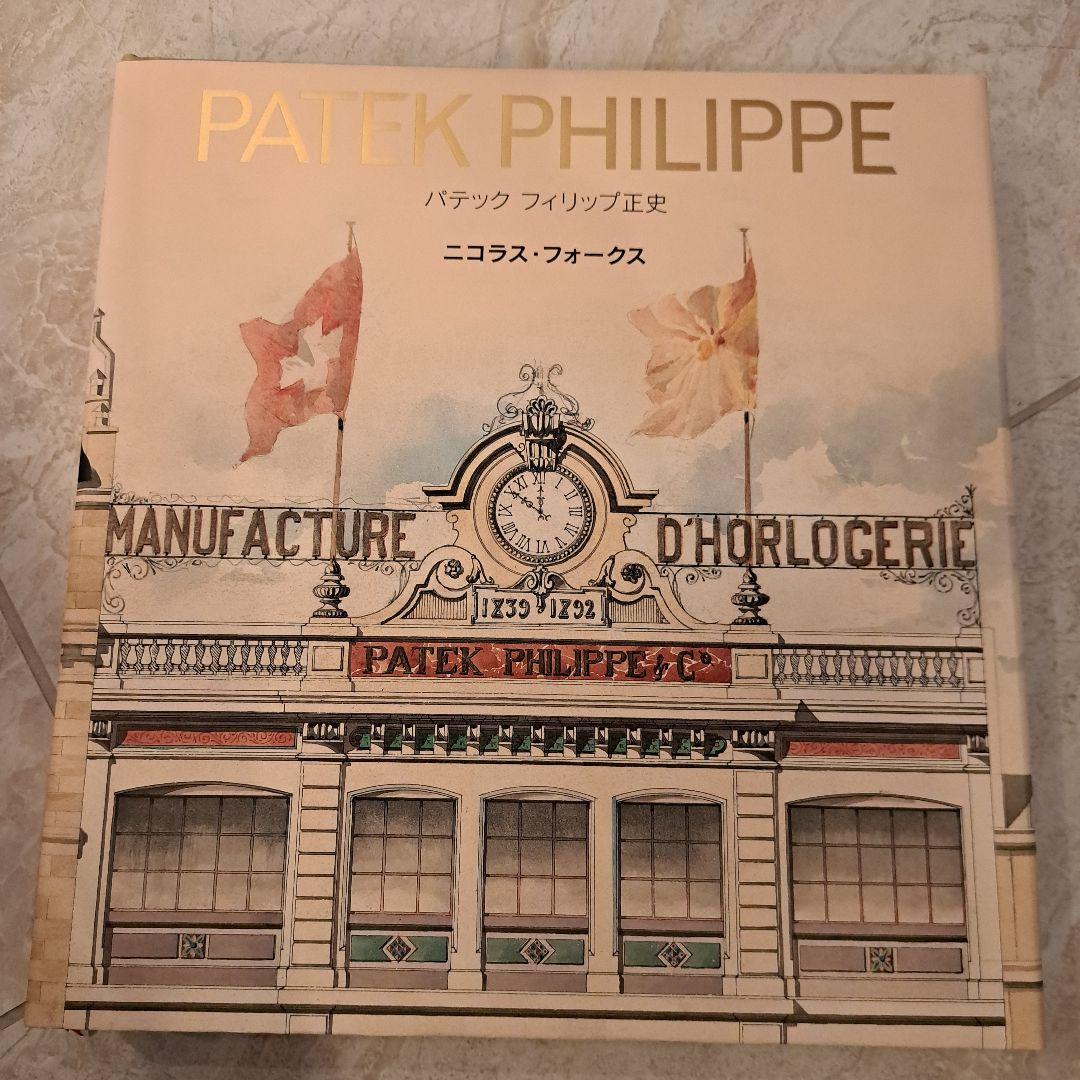 PATEK PHILIPPE
パテック フィリップ正史
ニコラス・フォークス
MANUFACTURE D'HORLOGERIE
1839 1892
PATEK PHILIPPE & Cº